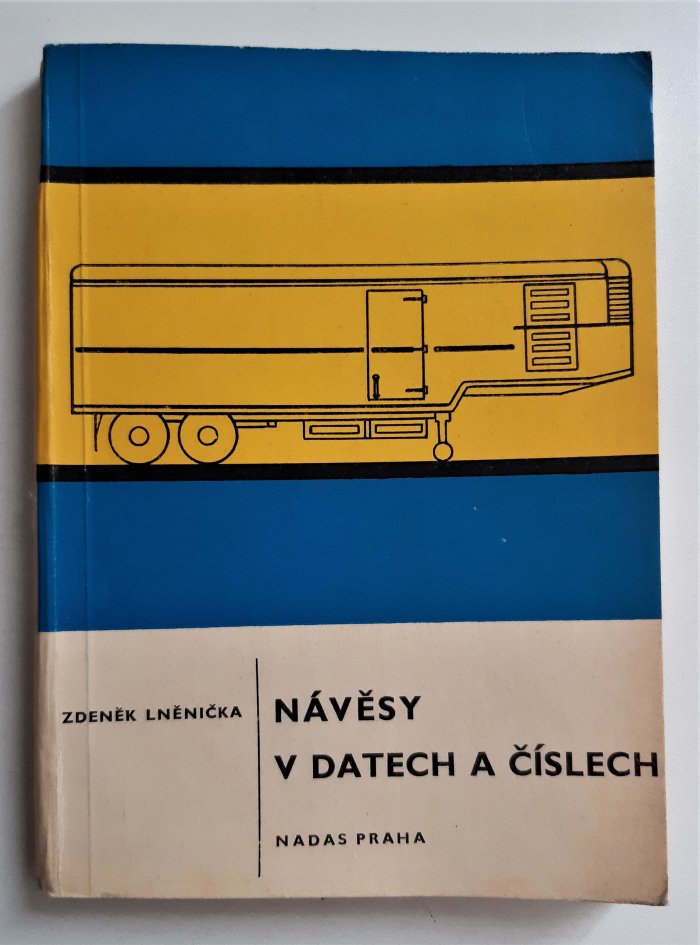 ZDENĚK LNĚNIČKA
NÁVĚSY
V DATECH A ČÍSLECH
NADAS PRAHA